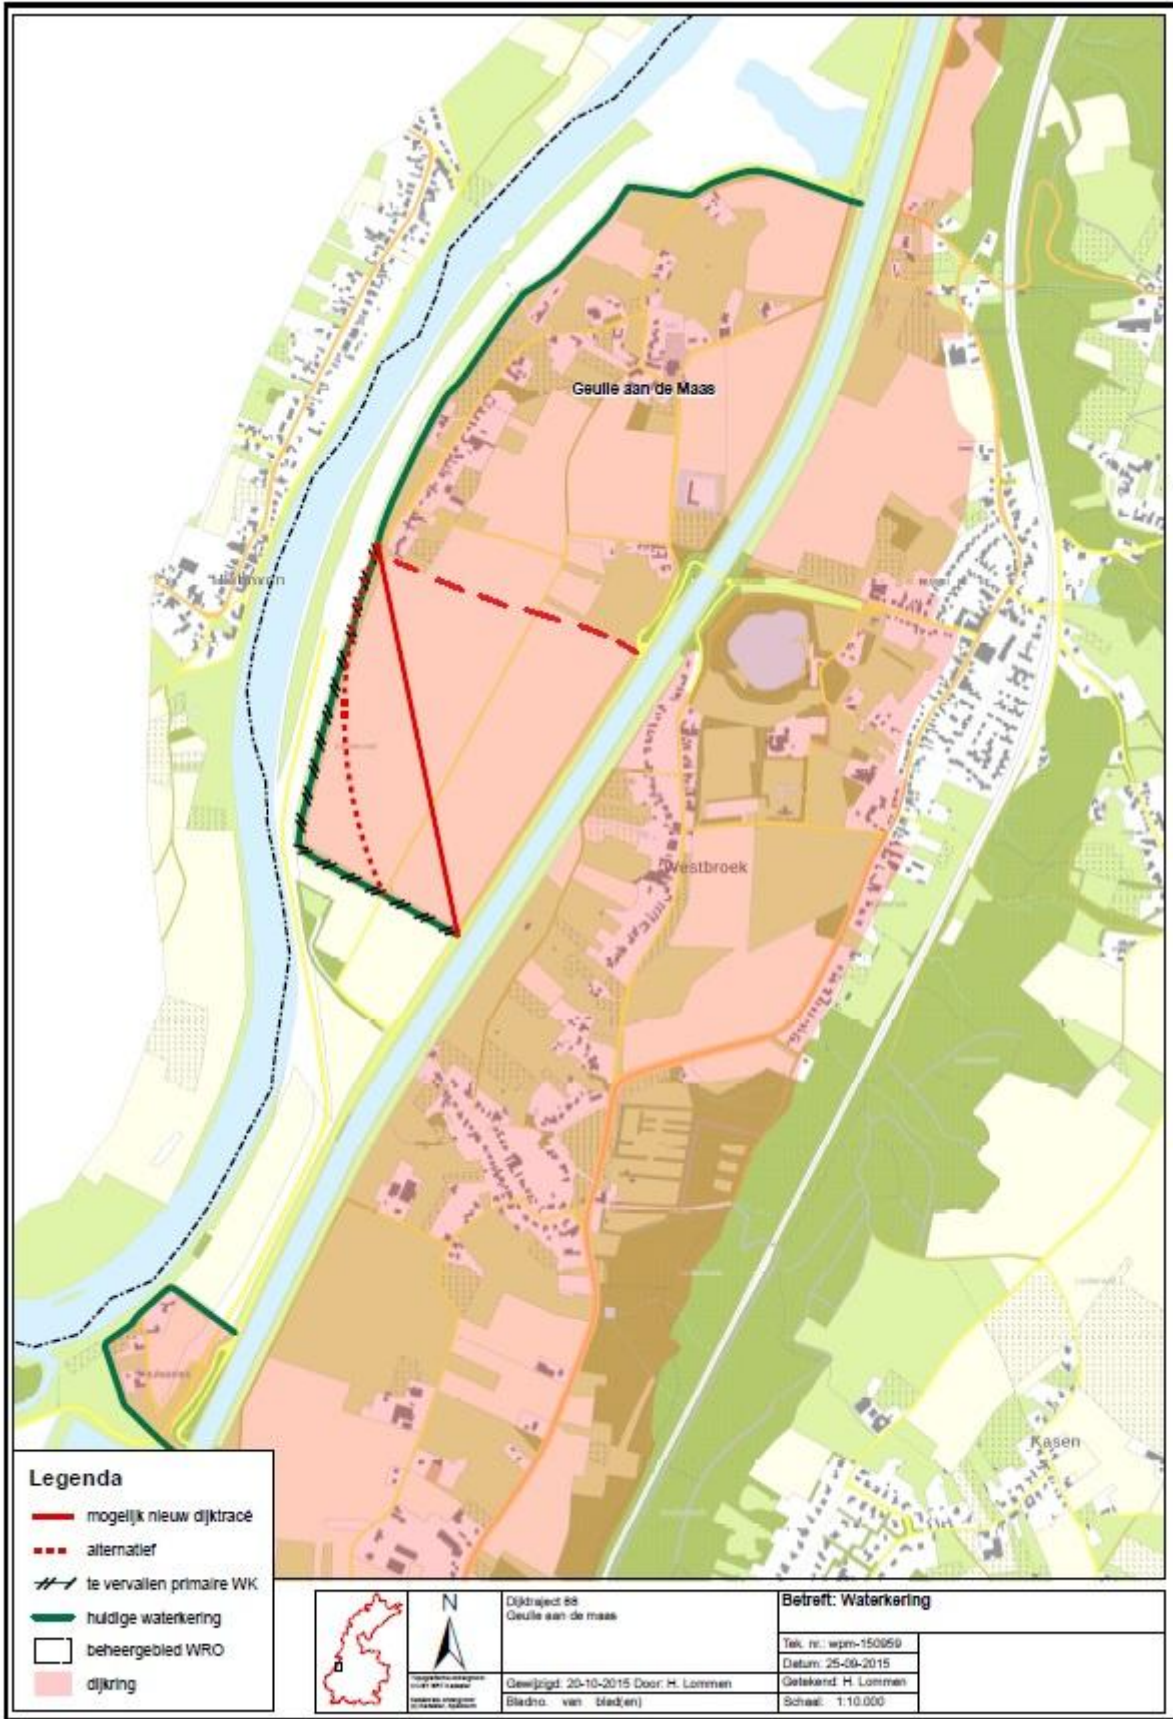 Geulle aan de Maas
Westbroek
Kasen
Legenda
mogelijk nieuw dijktracé
alternatief
te vervallen primaire WK
huidige waterkering
beheergebied WRO
dijkring
N
Dijktraject 88
Geulle aan de maas
Gewijzigd: 20-10-2015 Door: H. Lommen
Bladno. van blad(en)
Betreft: Waterkering
Tek. nr.: wpm-150959
Datum: 25-09-2015
Getekend: H. Lommen
Schaal: 1:10.000